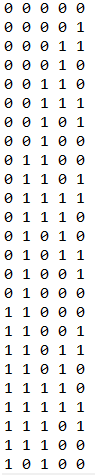 0 0 0 0 0
0 0 0 0 1
0 0 0 1 1
0 0 0 1 0
0 0 1 1 0
0 0 1 1 1
0 0 1 0 1
0 0 1 0 0
0 1 1 0 0
0 1 1 0 1
0 1 1 1 1
0 1 1 1 0
0 1 0 1 0
0 1 0 1 1
0 1 0 0 1
0 1 0 0 0
1 1 0 0 0
1 1 0 0 1
1 1 0 1 1
1 1 0 1 0
1 1 1 1 0
1 1 1 1 1
1 1 1 0 1
1 1 1 0 0
1 0 1 0 0